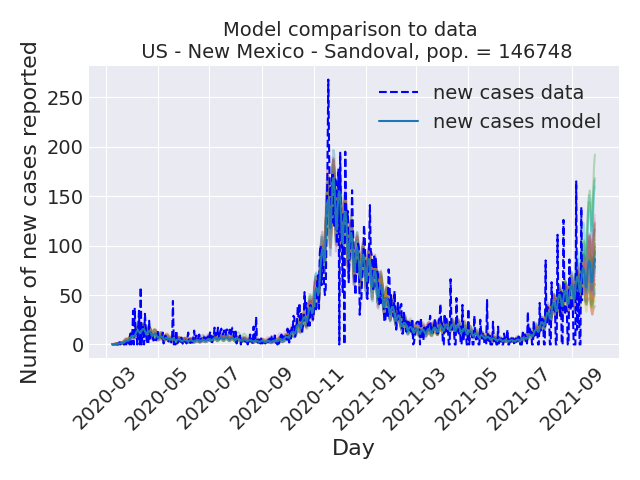 Model comparison to data
US - New Mexico - Sandoval, pop. = 146748
Number of new cases reported
250
200
150
100
50
0
new cases data
new cases model
2020-03
2020-05
2020-07
2020-09
2020-11
2021-01
2021-03
2021-05
2021-07
2021-09
Day